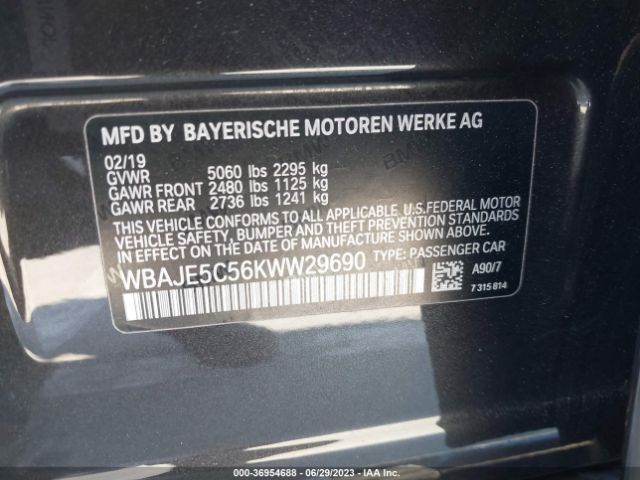 MFD BY BAYERISCHE MOTOREN WERKE AG
02/19
GVWR 5060 lbs 2295 kg
GAWR FRONT 2480 lbs 1125 kg
GAWR REAR 2736 lbs 1241 kg
THIS VEHICLE CONFORMS TO ALL APPLICABLE U.S.FEDERAL MOTOR
VEHICLE SAFETY, BUMPER AND THEFT PREVENTION STANDARDS
IN EFFECT ON THE DATE OF MANUFACTURE SHOWN ABOVE.
WBAJE5C56KWW29690 TYPE: PASSENGER CAR
A90/7
7 315 814
000-36954688 - 06/29/2023 - IAA Inc.